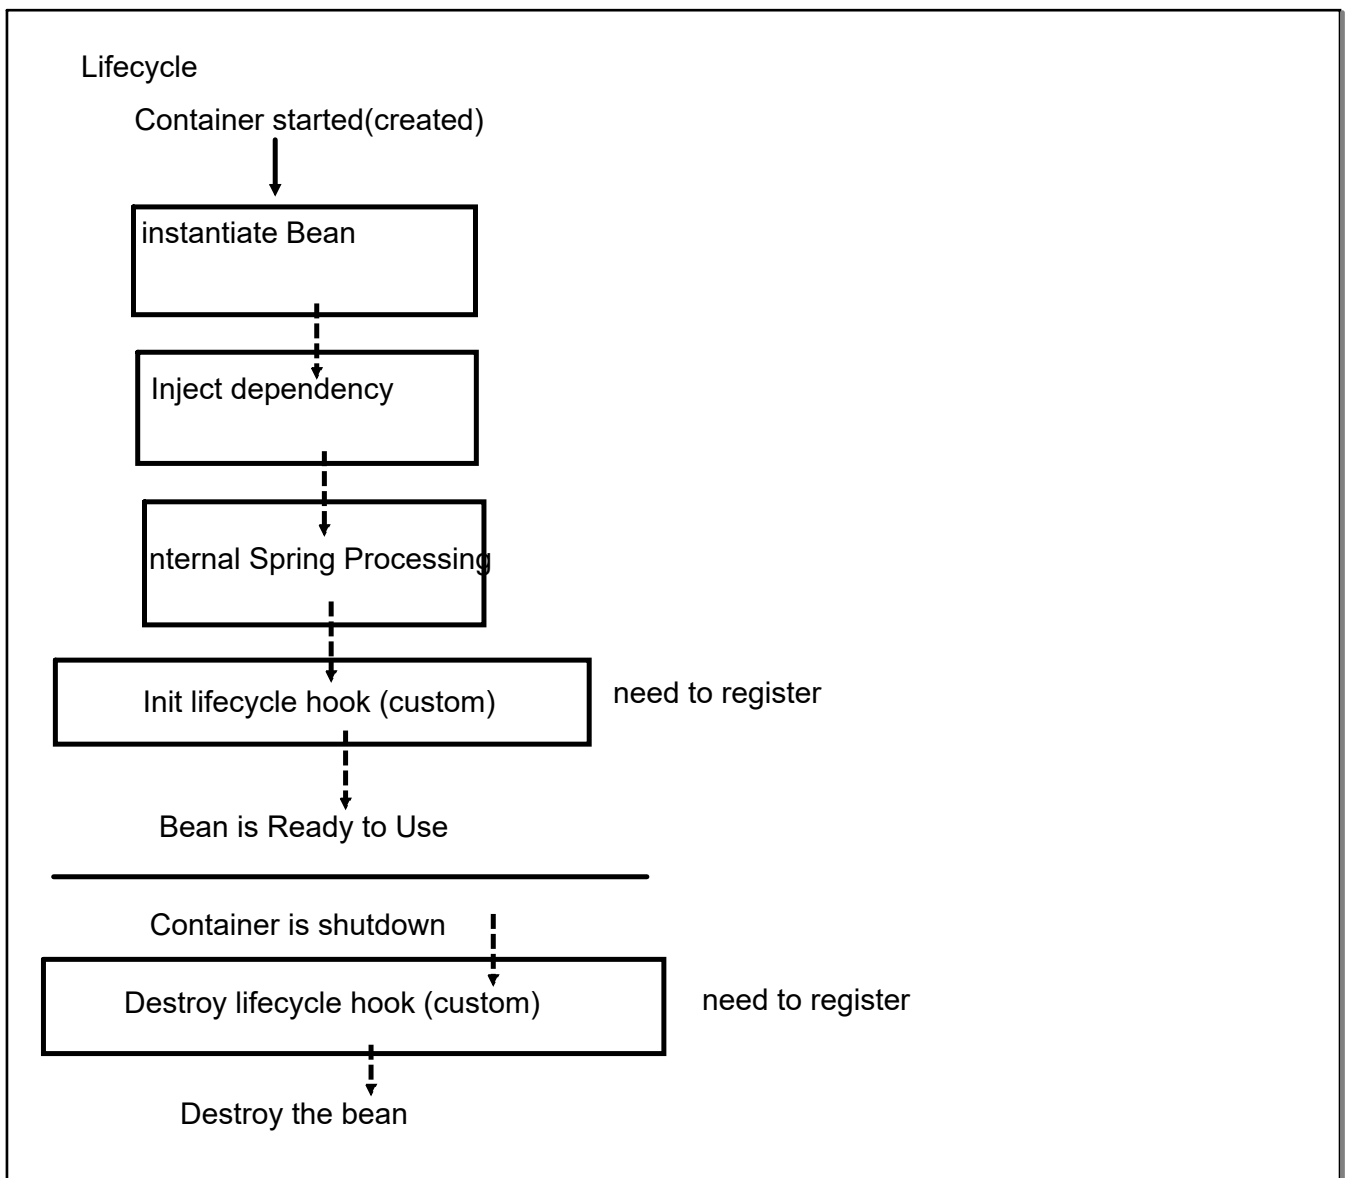 Lifecycle
Container started(created)
instantiate Bean
Inject dependency
nternal Spring Processing
Init lifecycle hook (custom)
need to register
Bean is Ready to Use
Container is shutdown
Destroy lifecycle hook (custom)
need to register
Destroy the bean